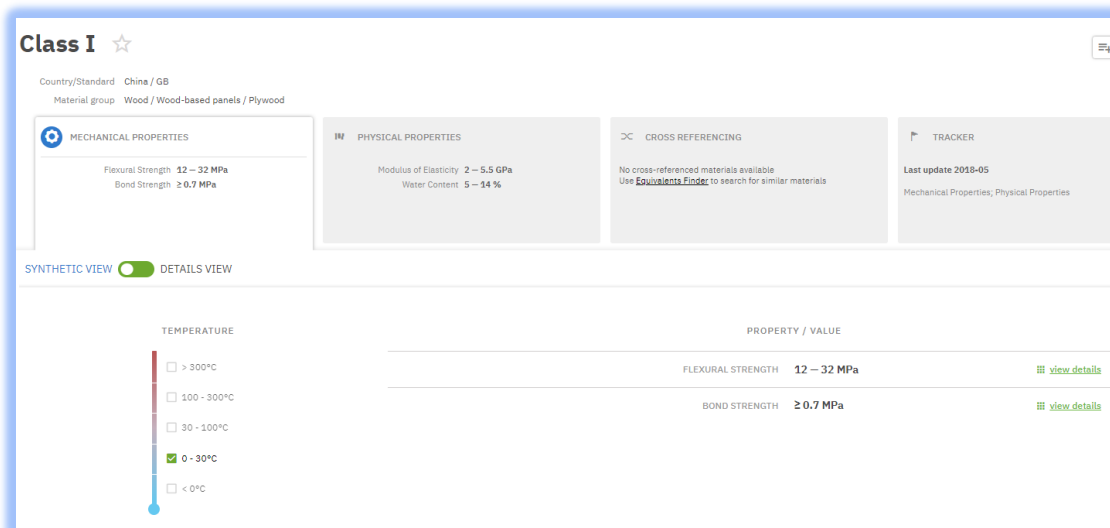 Class I
Country/Standard China / GB
Material group Wood / Wood-based panels / Plywood
MECHANICAL PROPERTIES
Flexural Strength 12 — 32 MPa
Bond Strength ≥ 0.7 MPa
PHYSICAL PROPERTIES
Modulus of Elasticity 2 — 5.5 GPa
Water Content 5 — 14 %
CROSS REFERENCING
No cross-referenced materials available
Use Equivalents Finder to search for similar materials
TRACKER
Last update 2018-05
Mechanical Properties; Physical Properties
SYNTHETIC VIEW DETAILS VIEW
TEMPERATURE
> 300°C
100 - 300°C
30 - 100°C
0 - 30°C
< 0°C
PROPERTY / VALUE
FLEXURAL STRENGTH 12 — 32 MPa view details
BOND STRENGTH ≥ 0.7 MPa view details